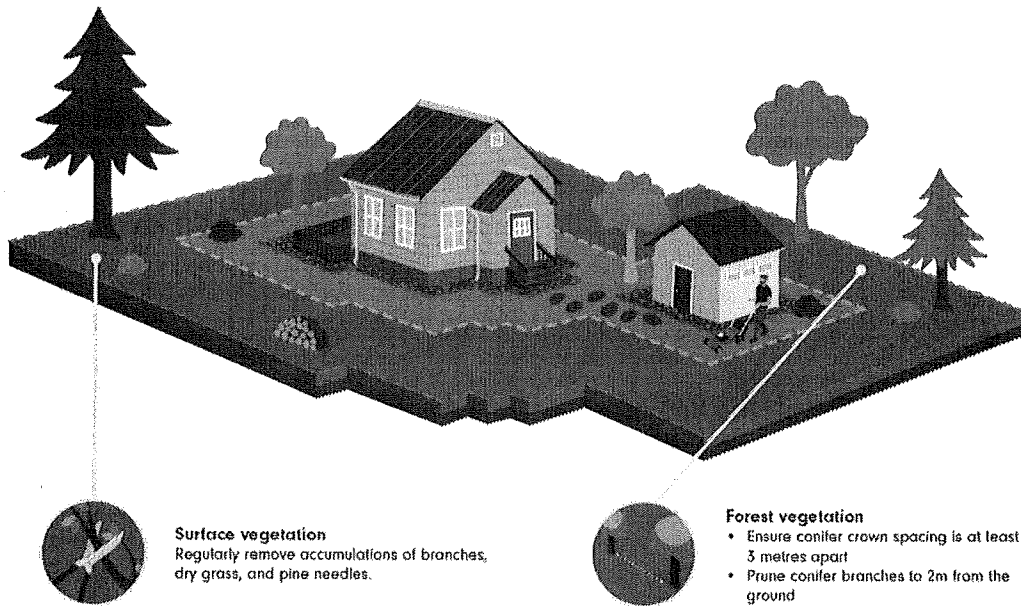 Surface vegetation
Regularly remove accumulations of branches,
dry grass, and pine needles.
Forest vegetation
• Ensure conifer crown spacing is at least
3 metres apart
• Prune conifer branches to 2m from the
ground